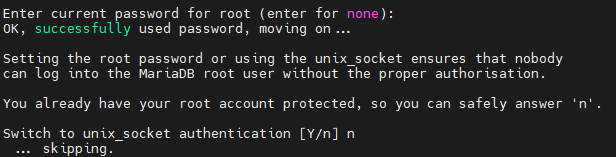 Enter current password for root (enter for none):
OK, successfully used password, moving on...
Setting the root password or using the unix_socket ensures that nobody
can log into the MariaDB root user without the proper authorisation.
You already have your root account protected, so you can safely answer 'n'.
Switch to unix_socket authentication [Y/n] n
 ... skipping.